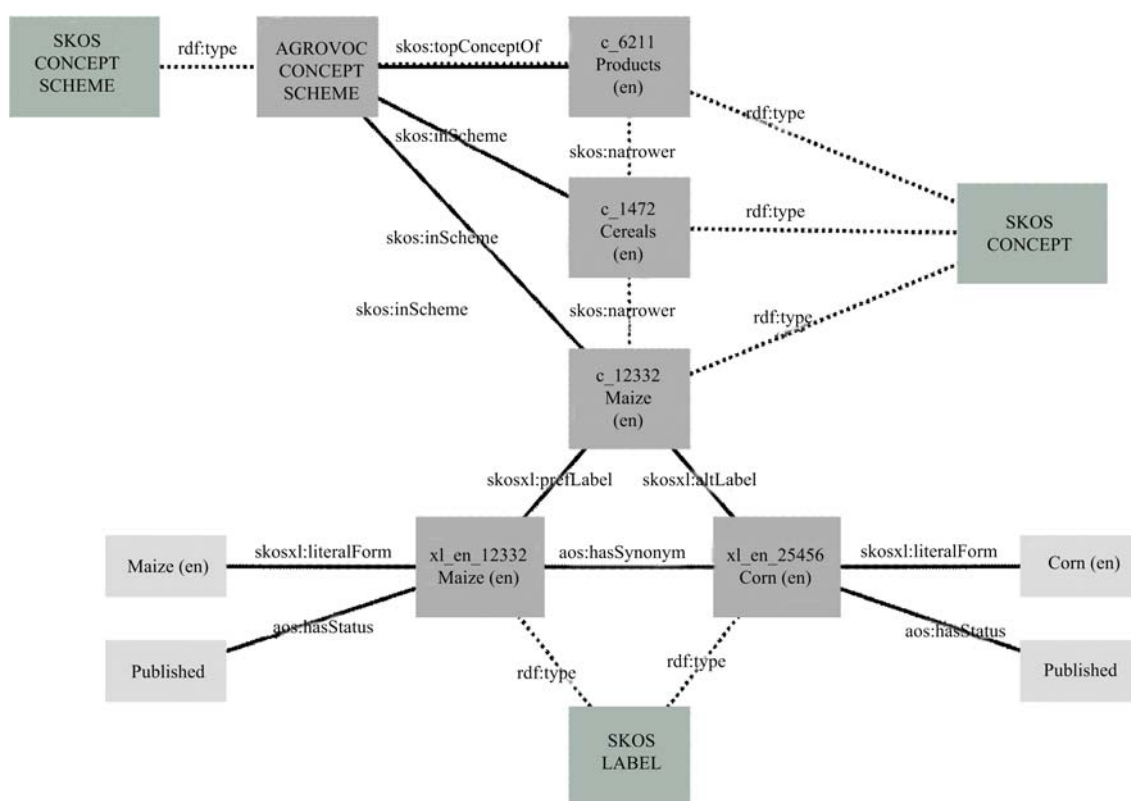 SKOS
CONCEPT
SCHEME
rdf:type
AGROVOC
CONCEPT
SCHEME
skos:topConceptOf
c_6211
Products
(en)
rdf:type
skos:inScheme
skos:narrower
c_1472
Cereals
(en)
rdf:type
SKOS
CONCEPT
skos:inScheme
skos:inScheme
skos:narrower
rdf:type
c_12332
Maize
(en)
skosxl:prefLabel
skosxl:altLabel
Maize (en)
skosxl:literalForm
xl_en_12332
Maize (en)
aos:hasSynonym
xl_en_25456
Corn (en)
skosxl:literalForm
Corn (en)
aos:hasStatus
aos:hasStatus
Published
Published
rdf:type
rdf:type
SKOS
LABEL